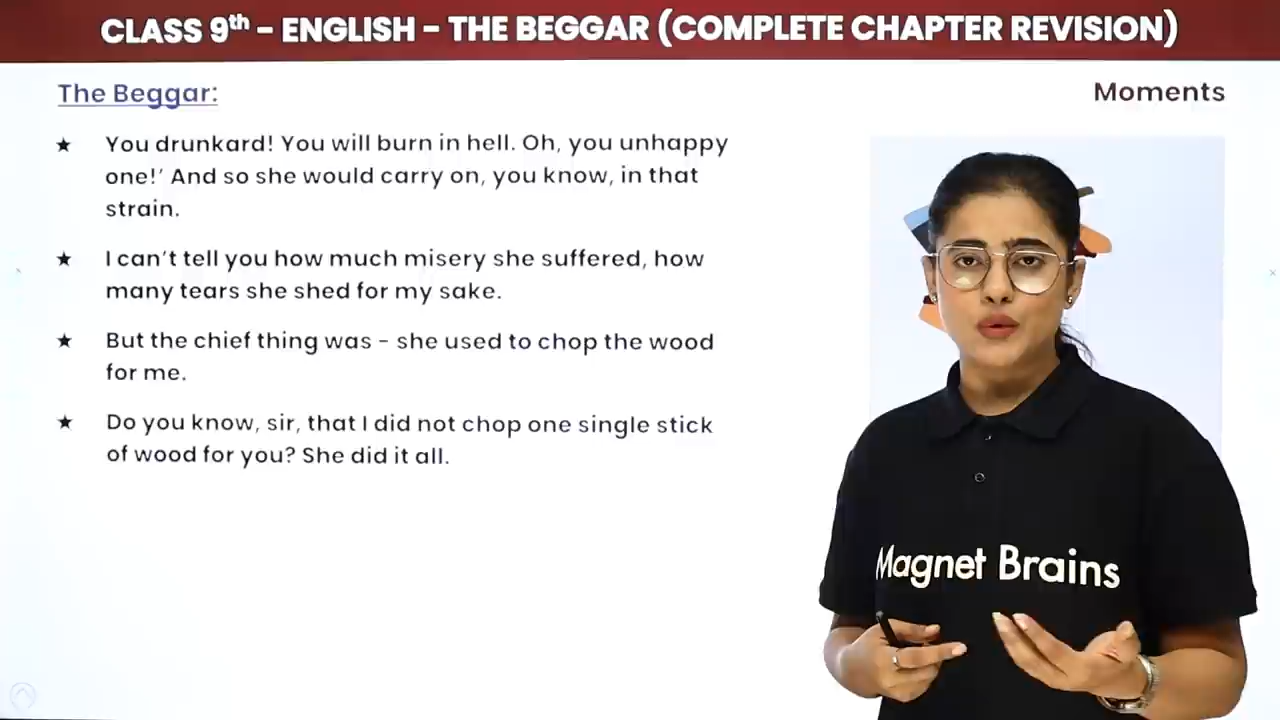 CLASS 9th – ENGLISH – THE BEGGAR (COMPLETE CHAPTER REVISION)
The Beggar:
Moments
★ You drunkard! You will burn in hell. Oh, you unhappy
one!’ And so she would carry on, you know, in that
strain.
★ I can’t tell you how much misery she suffered, how
many tears she shed for my sake.
★ But the chief thing was – she used to chop the wood
for me.
★ Do you know, sir, that I did not chop one single stick
of wood for you? She did it all.
Magnet Brains